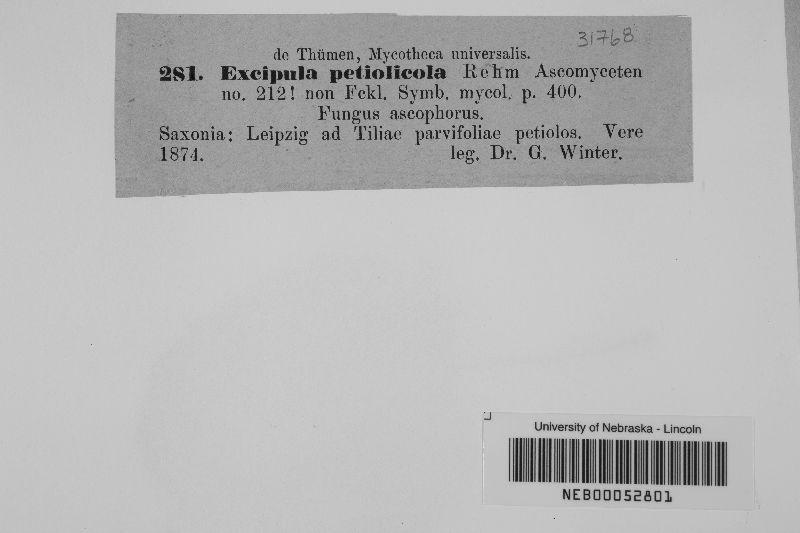 31768
de Thümen, Mycotheca universalis.
281. Excipula petiolicola Rehm Ascomyceten
no. 212! non Fckl. Symb. mycol. p. 400.
Fungus ascophorus.
Saxonia: Leipzig ad Tiliae parvifoliae petiolos. Vere
1874. leg. Dr. G. Winter.
University of Nebraska - Lincoln
NEB00052801